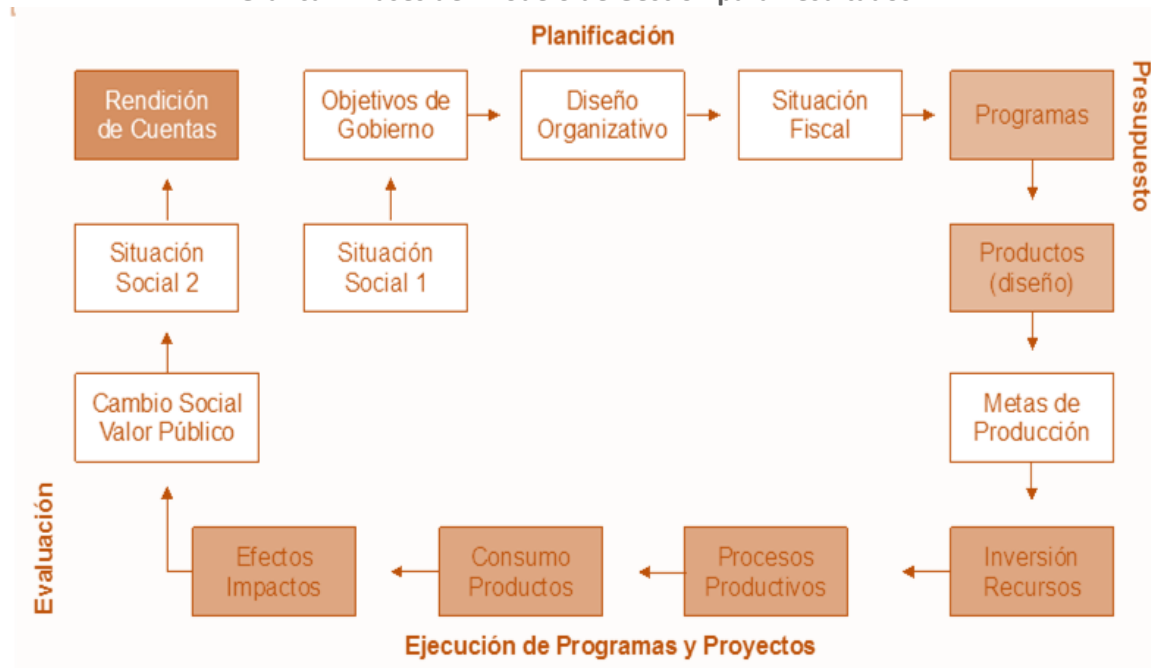 Planificación
Rendición
de Cuentas
Objetivos de
Gobierno
Diseño
Organizativo
Situación
Fiscal
Programas
Presupuesto
Situación
Social 2
Situación
Social 1
Productos
(diseño)
Cambio Social
Valor Público
Metas de
Producción
Evaluación
Efectos
Impactos
Consumo
Productos
Procesos
Productivos
Inversión
Recursos
Ejecución de Programas y Proyectos